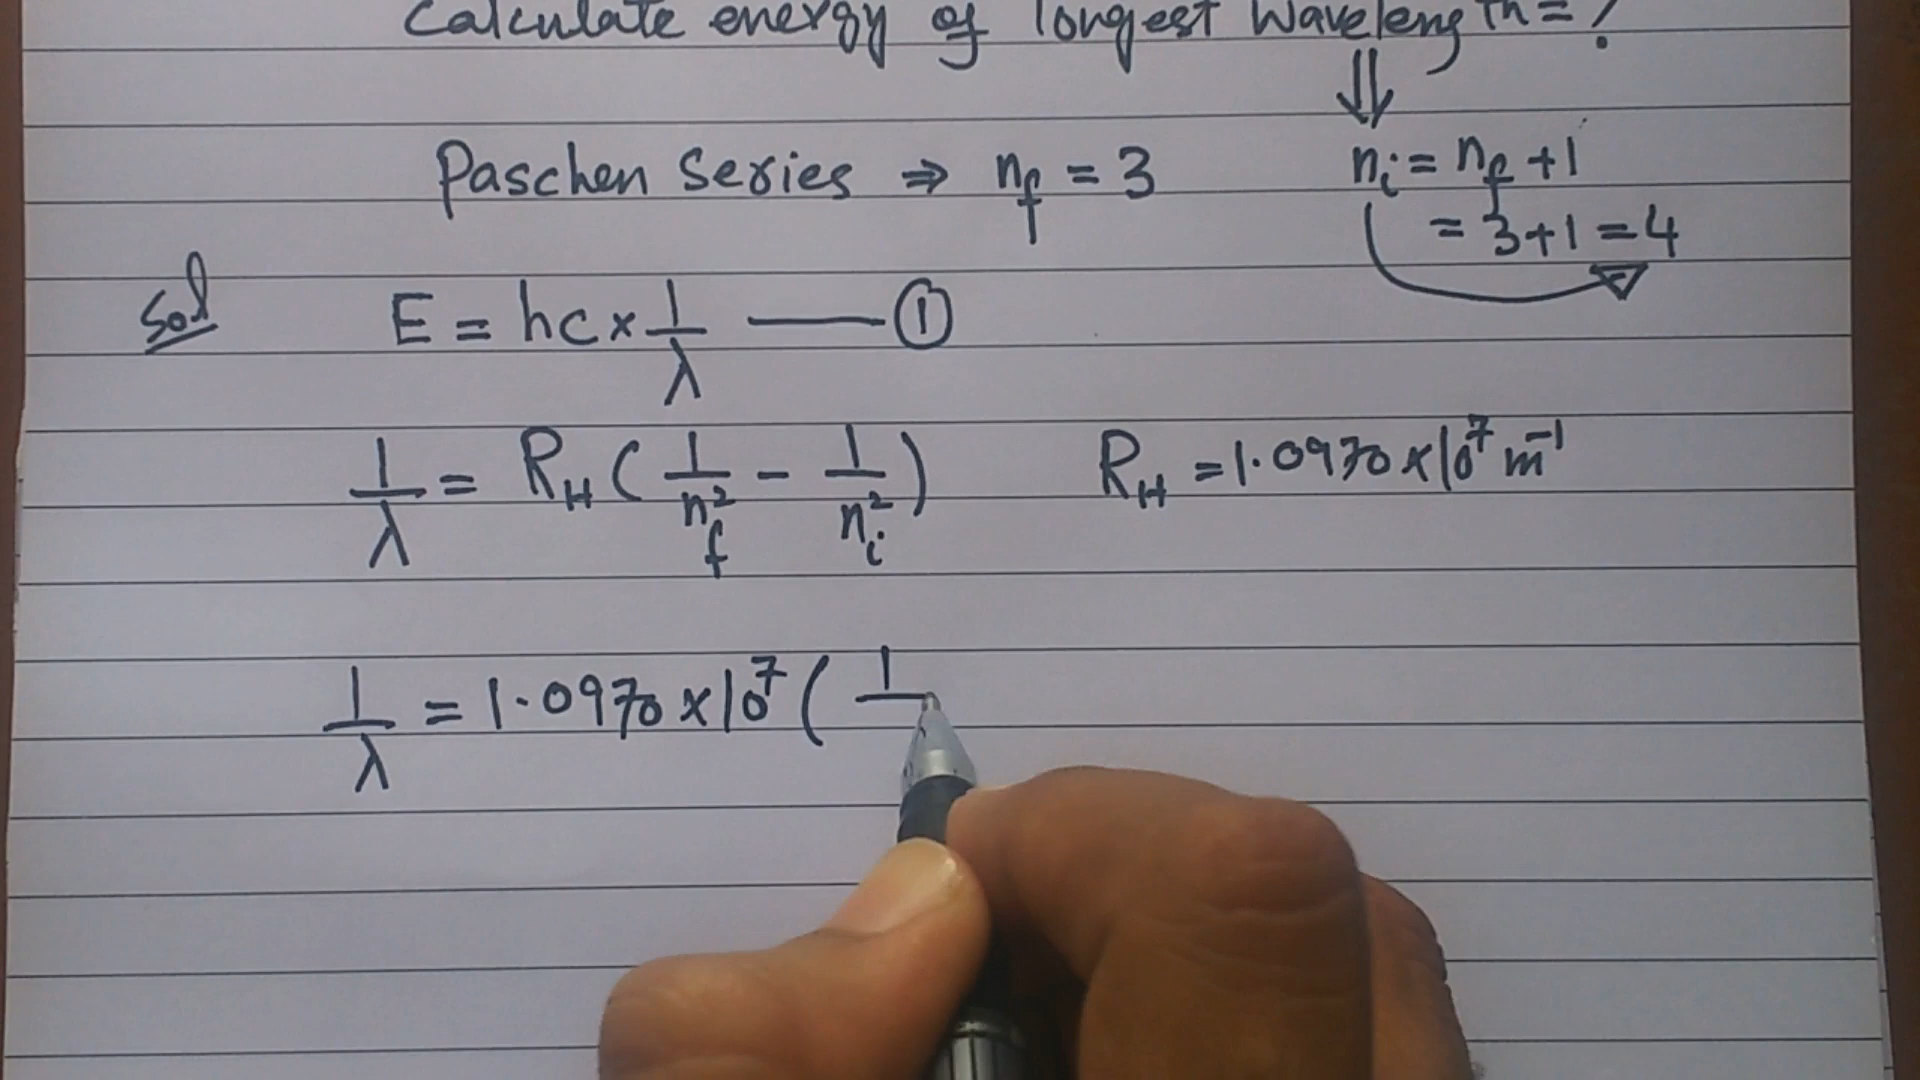 Calculate energy of longest wavelength = ?
⇓
Paschen Series ⇒ n_f = 3
n_i = n_f + 1
= 3+1 = 4
Sol
E = hc × 1/λ —— ①
1/λ = R_H ( 1/n_f² - 1/n_i² )
R_H = 1.0970 × 10⁷ m⁻¹
1/λ = 1.0970 × 10⁷ ( 1/